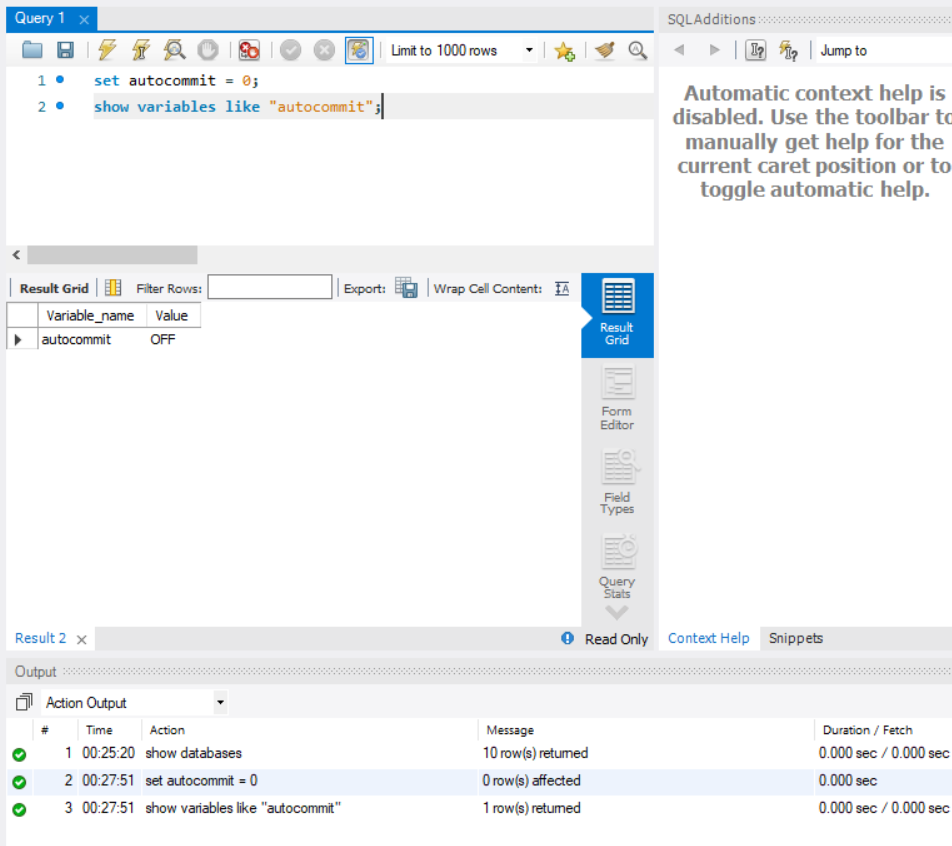 Query 1
SQLAdditions
Limit to 1000 rows
Jump to
1 set autocommit = 0;
2 show variables like "autocommit";
Automatic context help is
disabled. Use the toolbar to
manually get help for the
current caret position or to
toggle automatic help.
Result Grid Filter Rows: Export: Wrap Cell Content:
Variable_name Value
autocommit OFF
Result
Grid
Form
Editor
Field
Types
Query
Stats
Result 2
Read Only
Context Help Snippets
Output
Action Output
# Time Action Message Duration / Fetch
1 00:25:20 show databases 10 row(s) returned 0.000 sec / 0.000 sec
2 00:27:51 set autocommit = 0 0 row(s) affected 0.000 sec
3 00:27:51 show variables like "autocommit" 1 row(s) returned 0.000 sec / 0.000 sec